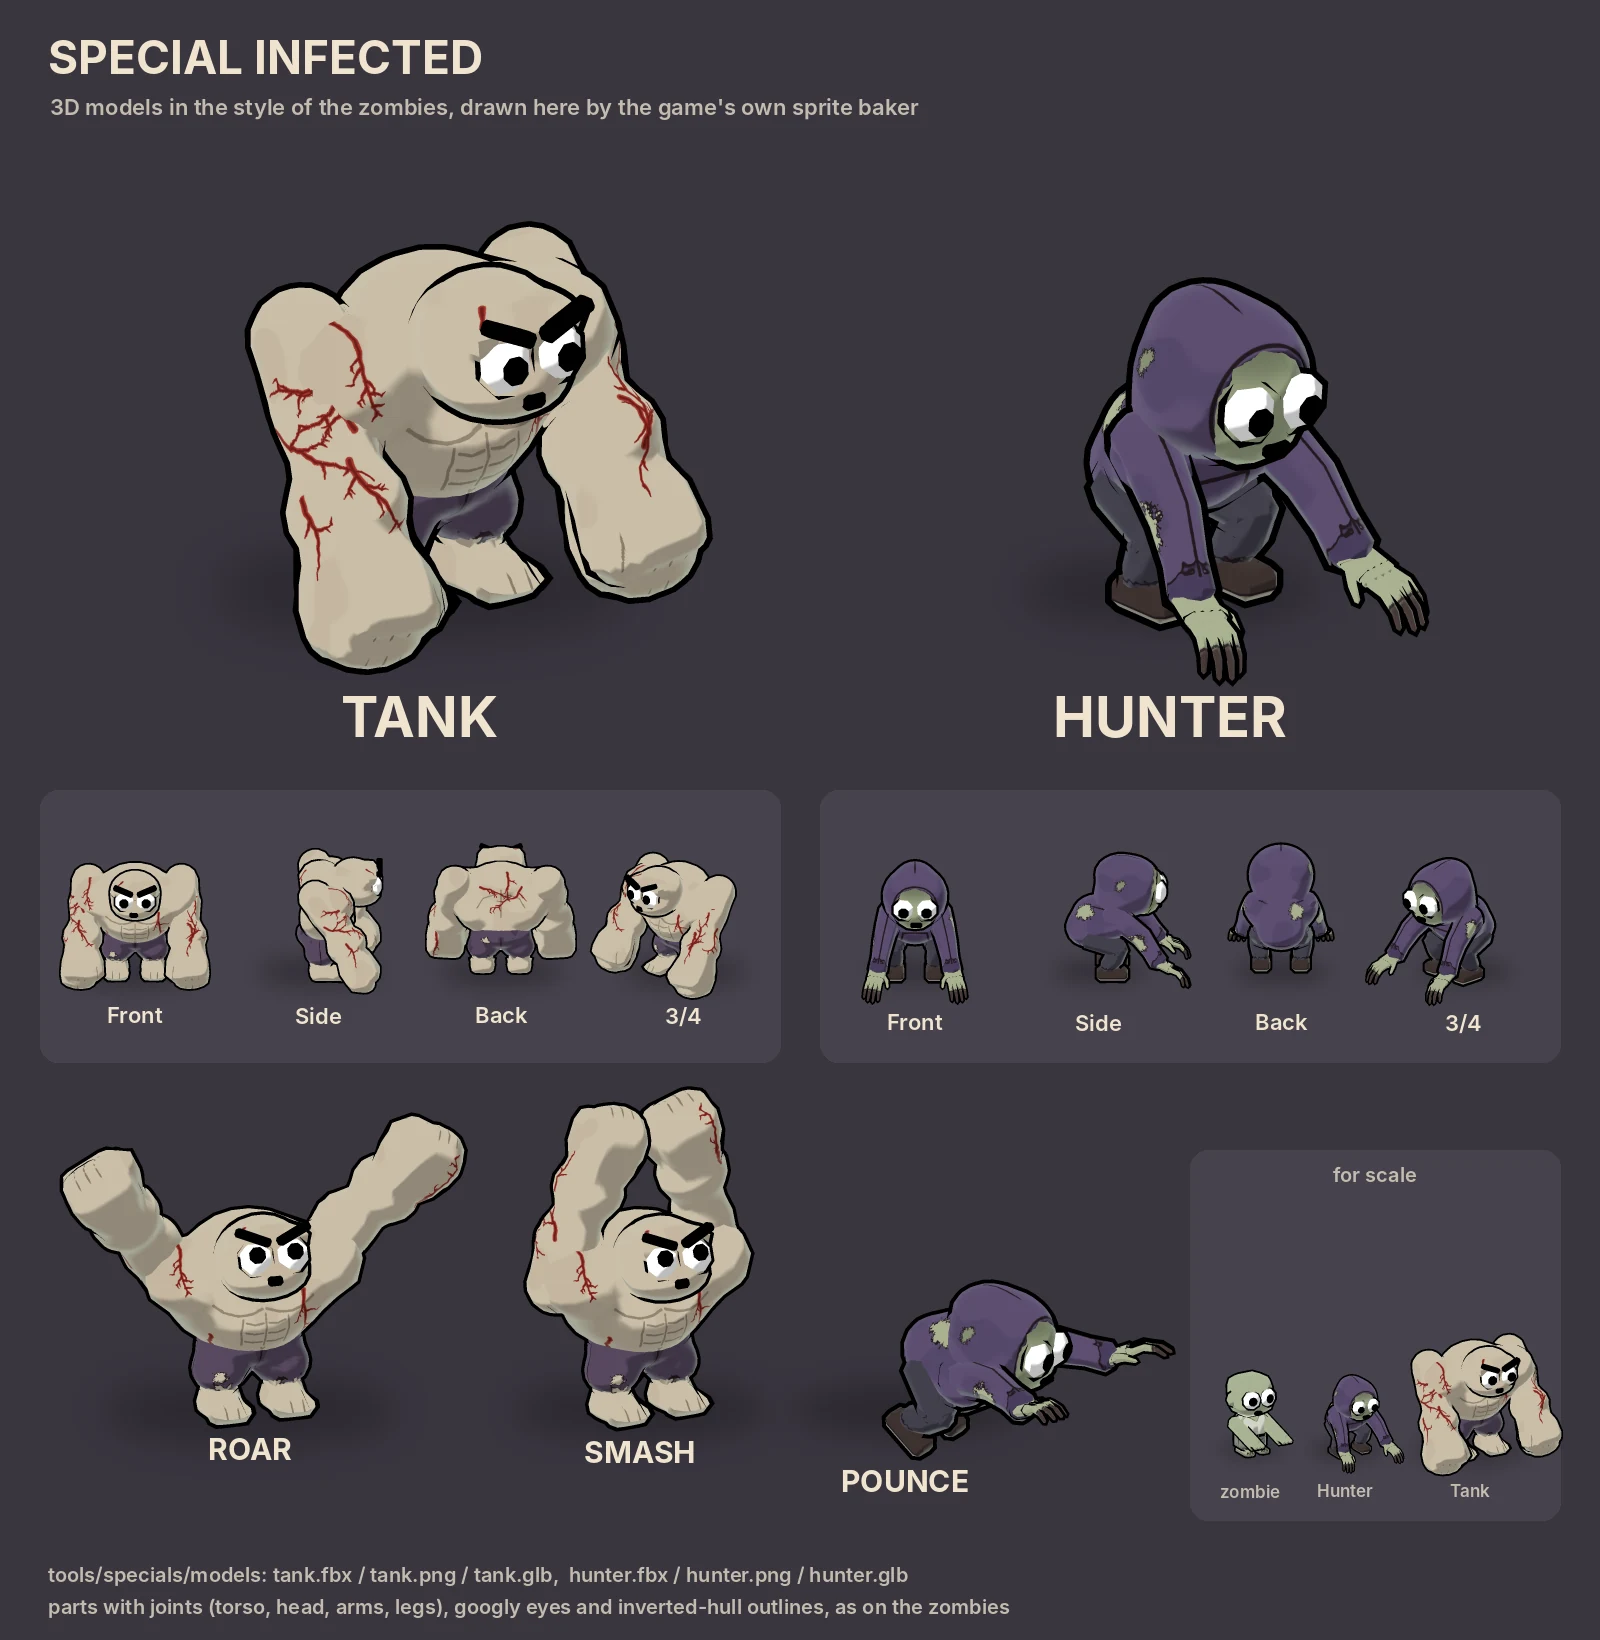 SPECIAL INFECTED
3D models in the style of the zombies, drawn here by the game's own sprite baker
TANK
HUNTER
Front
Side
Back
3/4
Front
Side
Back
3/4
ROAR
SMASH
POUNCE
for scale
zombie
Hunter
Tank
tools/specials/models: tank.fbx / tank.png / tank.glb, hunter.fbx / hunter.png / hunter.glb
parts with joints (torso, head, arms, legs), googly eyes and inverted-hull outlines, as on the zombies